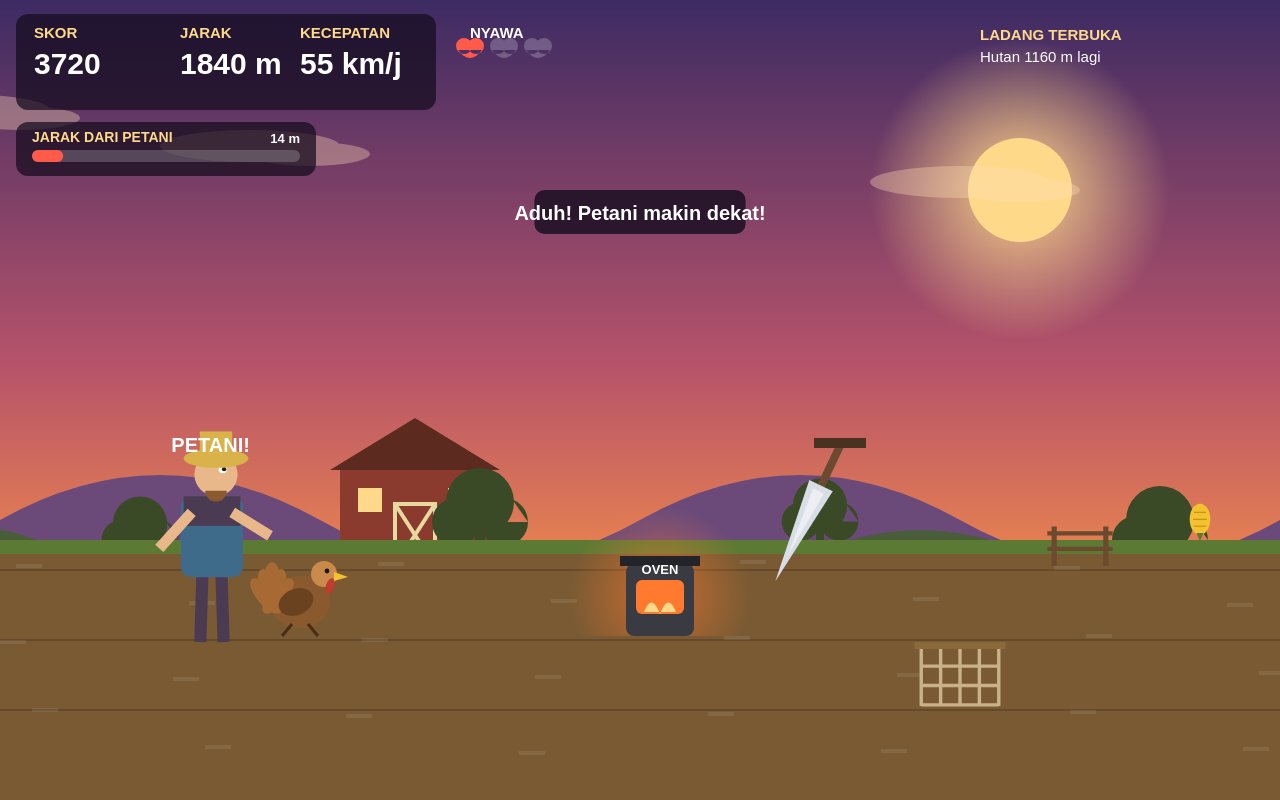 SKOR
3720
JARAK
1840 m
KECEPATAN
55 km/j
NYAWA
LADANG TERBUKA
Hutan 1160 m lagi
JARAK DARI PETANI
14 m
Aduh! Petani makin dekat!
PETANI!
OVEN